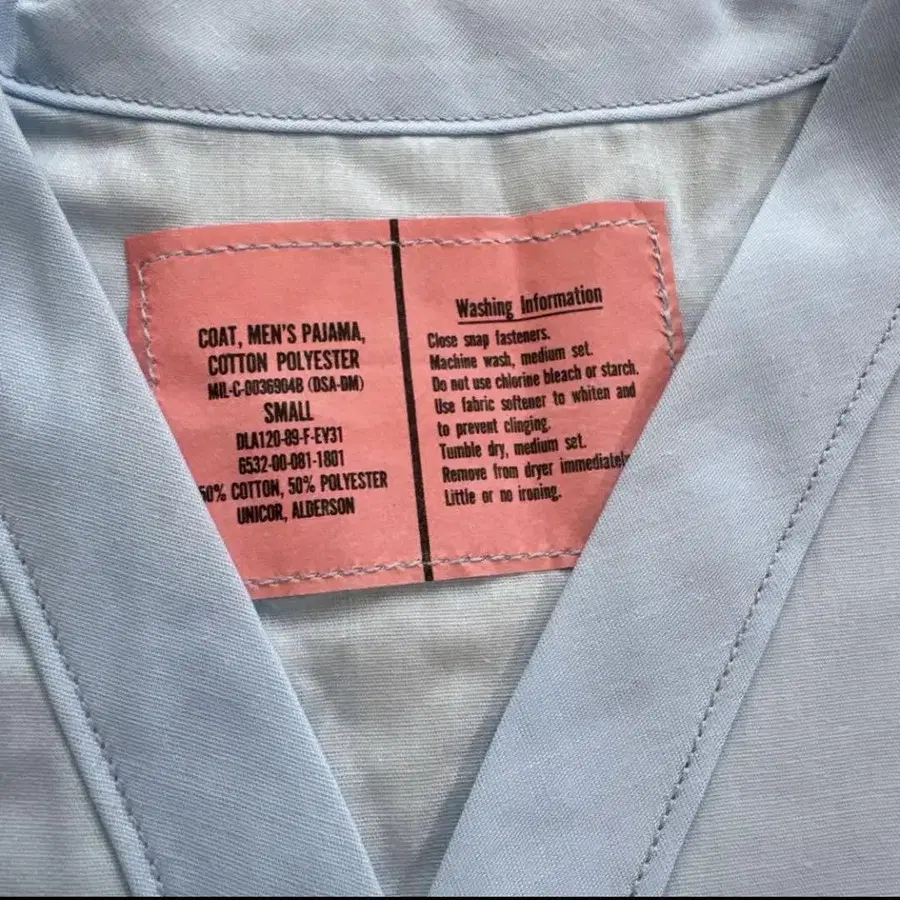 COAT, MEN'S PAJAMA,
COTTON POLYESTER
MIL-C-0036904B (DSA-DM)
SMALL
DLA120-89-F-EV31
6532-00-081-1801
50% COTTON, 50% POLYESTER
UNICOR, ALDERSON
Washing Information
Close snap fasteners.
Machine wash, medium set.
Do not use chlorine bleach or starch.
Use fabric softener to whiten and
to prevent clinging.
Tumble dry, medium set.
Remove from dryer immediately
Little or no ironing.